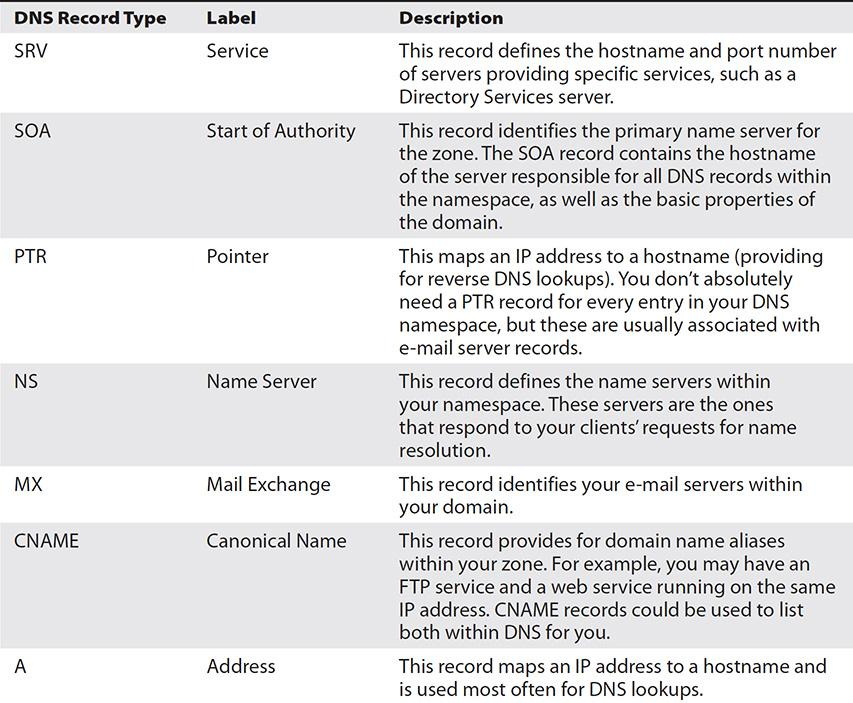 DNS Record Type Label Description
SRV Service This record defines the hostname and port number
of servers providing specific services, such as a
Directory Services server.
SOA Start of Authority This record identifies the primary name server for
the zone. The SOA record contains the hostname
of the server responsible for all DNS records within
the namespace, as well as the basic properties of
the domain.
PTR Pointer This maps an IP address to a hostname (providing
for reverse DNS lookups). You don’t absolutely
need a PTR record for every entry in your DNS
namespace, but these are usually associated with
e-mail server records.
NS Name Server This record defines the name servers within
your namespace. These servers are the ones
that respond to your clients’ requests for name
resolution.
MX Mail Exchange This record identifies your e-mail servers within
your domain.
CNAME Canonical Name This record provides for domain name aliases
within your zone. For example, you may have an
FTP service and a web service running on the same
IP address. CNAME records could be used to list
both within DNS for you.
A Address This record maps an IP address to a hostname and
is used most often for DNS lookups.